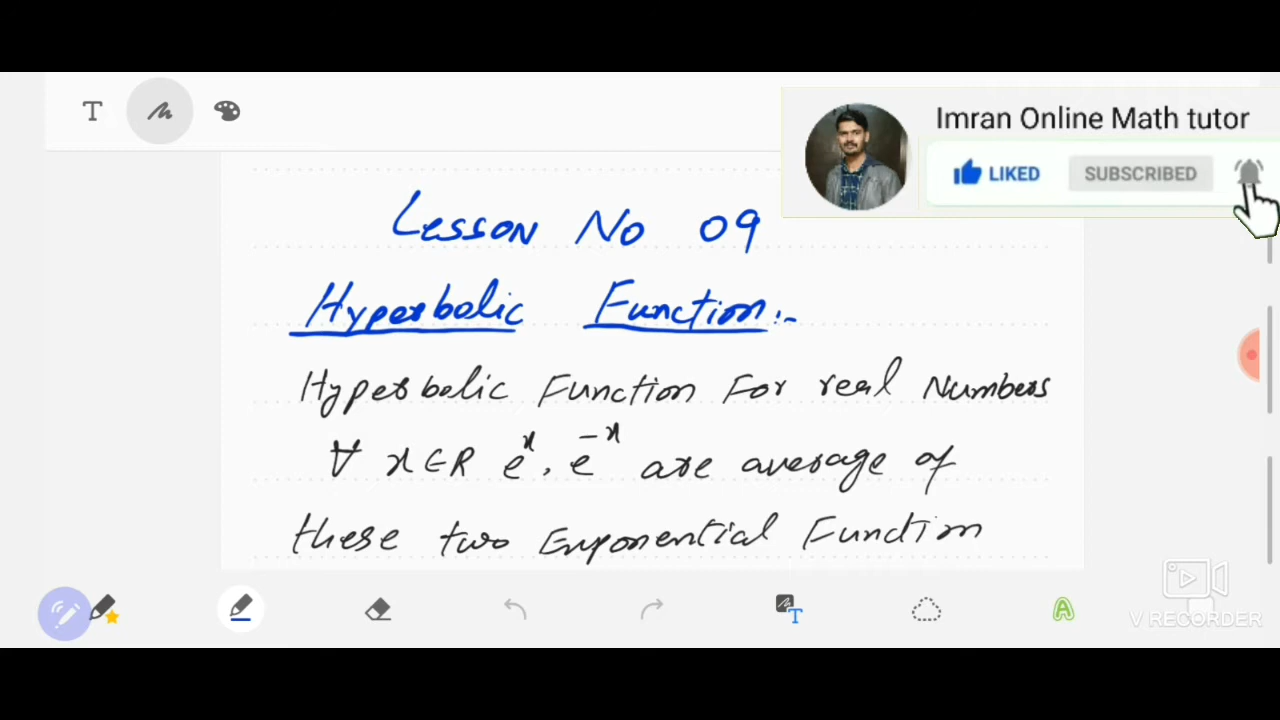 T
Imran Online Math tutor
LIKED SUBSCRIBED
Lesson No 09
Hyperbolic Function:-
Hyperbolic Function For real Numbers
∀ x∈R e^x, e^-x are average of
these two Exponential Function
T
A
V RECORDER